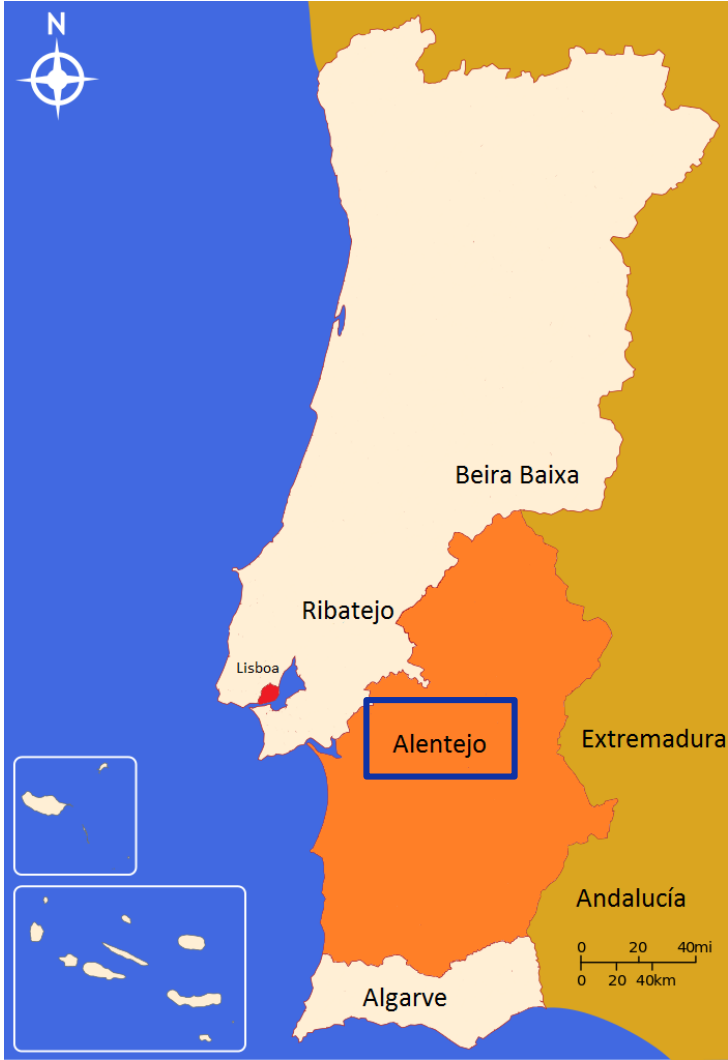 N
Beira Baixa
Ribatejo
Lisboa
Alentejo
Extremadura
Andalucía
0 20 40mi
0 20 40km
Algarve